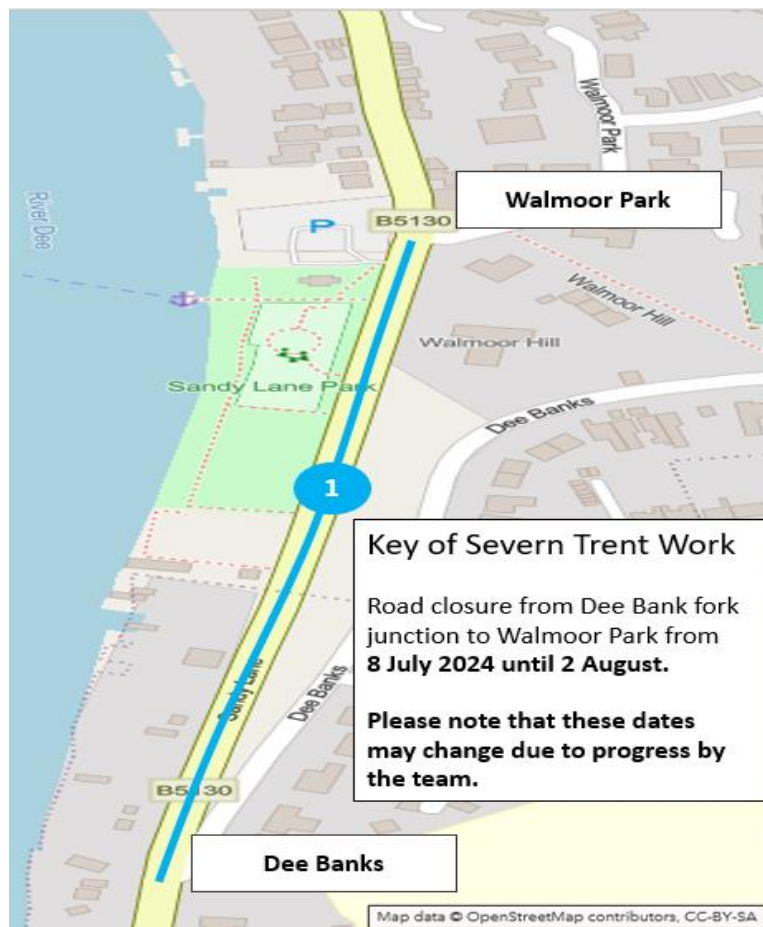 Walmoor Park
River Dee
Walmoor Park
P
B5130
Walmoor Hill
Walmoor Hill
Sandy Lane Park
Dee Banks
1
Key of Severn Trent Work
Road closure from Dee Bank fork
junction to Walmoor Park from
8 July 2024 until 2 August.
Please note that these dates
may change due to progress by
the team.
Sandy Lane
Dee Banks
B5130
Dee Banks
Map data © OpenStreetMap contributors, CC-BY-SA